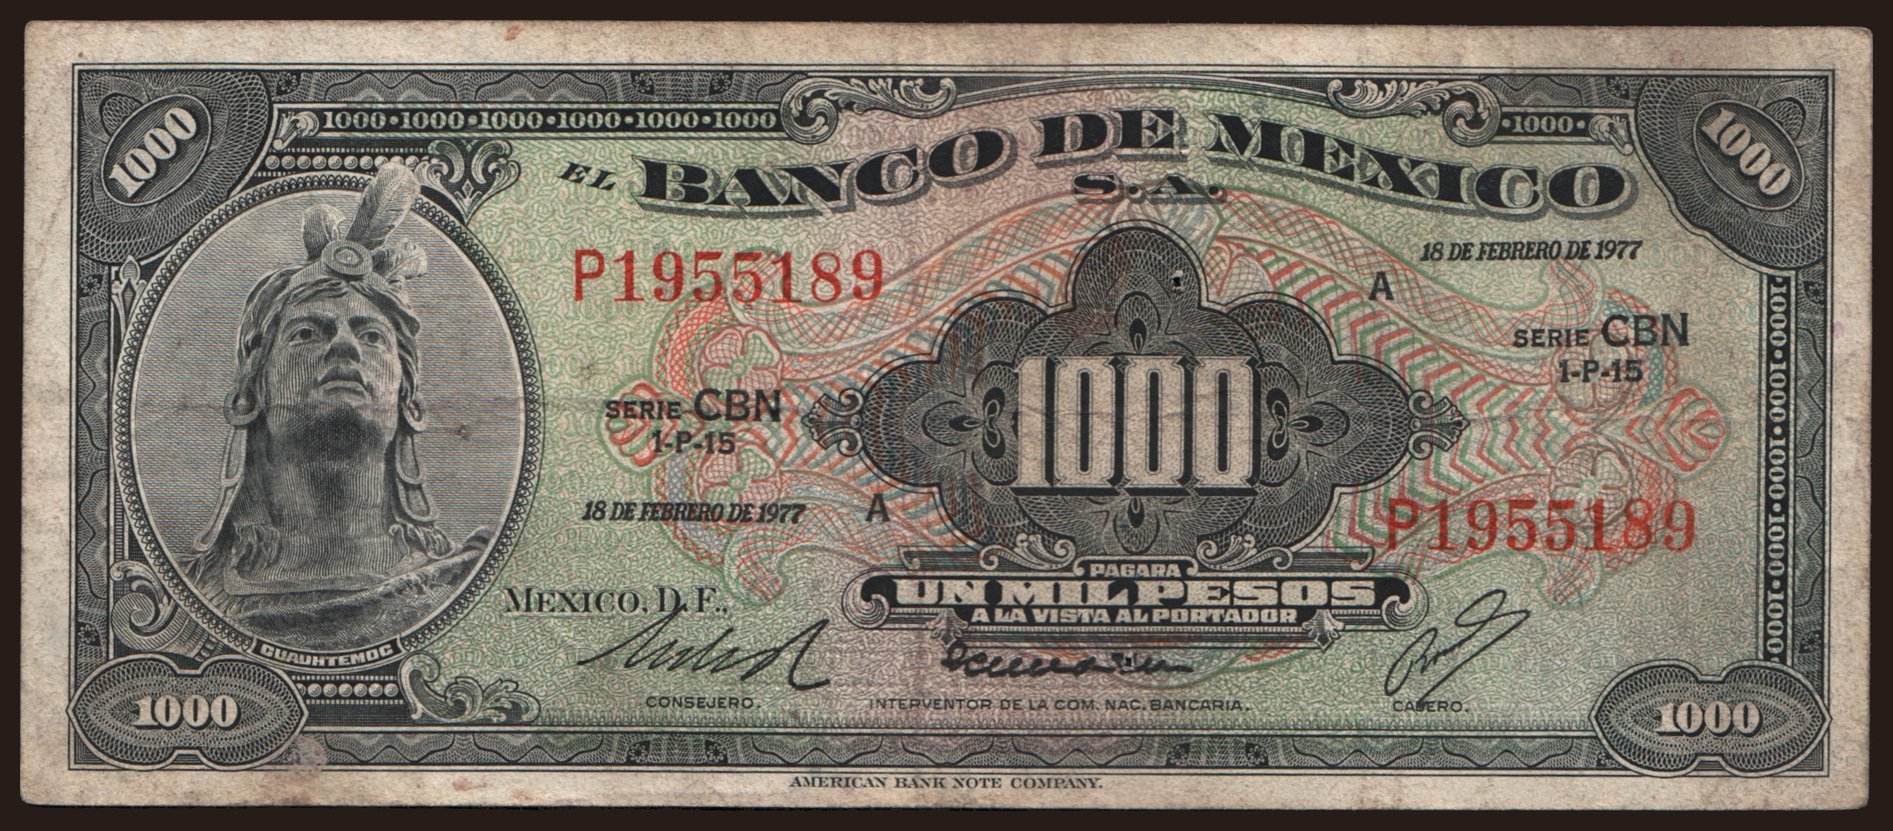 1000
1000·1000·1000·1000·1000·1000
·1000·
1000
EL BANCO DE MEXICO
S.A.
P1955189
18 DE FEBRERO DE 1977
A
SERIE CBN
1-P-15
SERIE CBN
1-P-15
1000
18 DE FEBRERO DE 1977
A
P1955189
·1000·1000·1000·1000·1000·
PAGARA
UN MIL PESOS
A LA VISTA AL PORTADOR
MEXICO, D.F.,
CUAUHTEMOC
CONSEJERO.
INTERVENTOR DE LA COM. NAC. BANCARIA.
CAJERO.
1000
1000
AMERICAN BANK NOTE COMPANY.